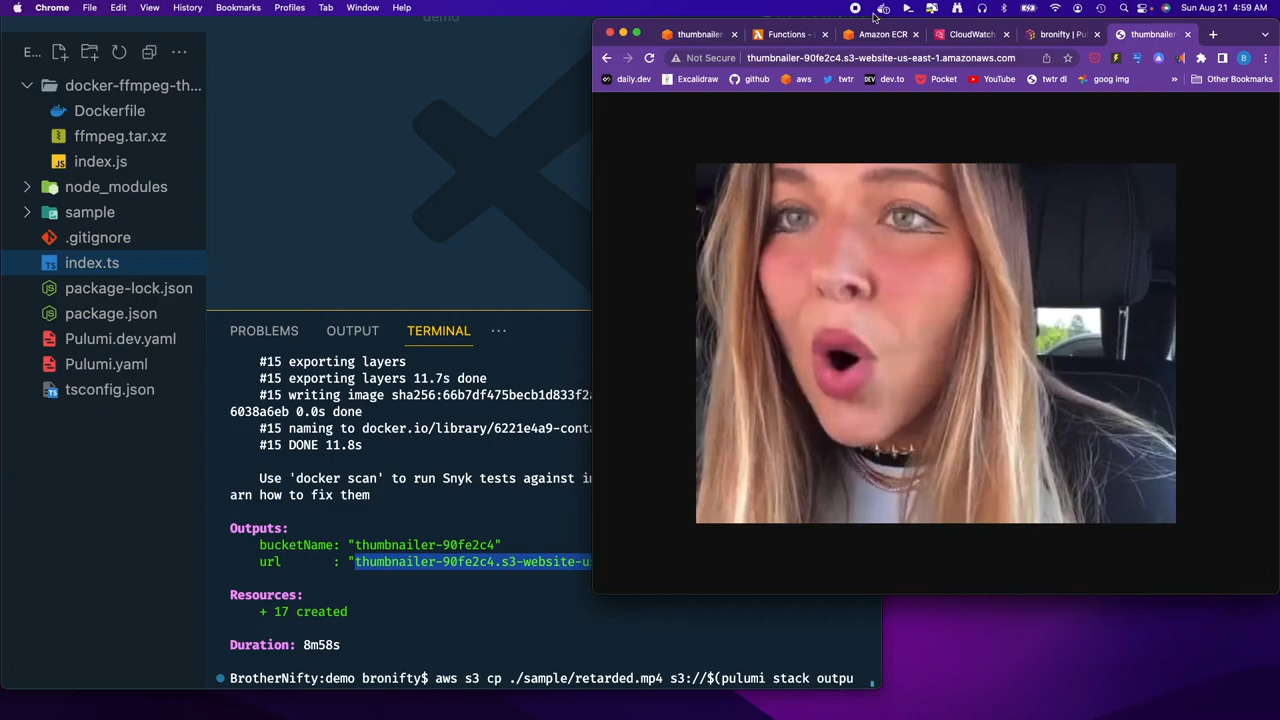 Chrome File Edit View History Bookmarks Profiles Tab Window Help Sun Aug 21 4:59 AM
demo
E...
docker-ffmpeg-th...
Dockerfile
ffmpeg.tar.xz
index.js
node_modules
sample
.gitignore
index.ts
package-lock.json
package.json
Pulumi.dev.yaml
Pulumi.yaml
tsconfig.json
PROBLEMS OUTPUT TERMINAL ...
#15 exporting layers
#15 exporting layers 11.7s done
#15 writing image sha256:66b7df475becb1d833f2a
6038a6eb 0.0s done
#15 naming to docker.io/library/6221e4a9-conta
#15 DONE 11.8s
Use 'docker scan' to run Snyk tests against i
arn how to fix them
Outputs:
bucketName: "thumbnailer-90fe2c4"
url : "thumbnailer-90fe2c4.s3-website-u
Resources:
+ 17 created
Duration: 8m58s
BrotherNifty:demo bronifty$ aws s3 cp ./sample/retarded.mp4 s3://$(pulumi stack outpu
thumbnailer- Functions - Amazon ECR CloudWatch bronifty | Pul thumbnailer
Not Secure thumbnailer-90fe2c4.s3-website-us-east-1.amazonaws.com B
daily.dev Excalidraw github aws twtr DEV dev.to Pocket YouTube twtr dl goog img » Other Bookmarks